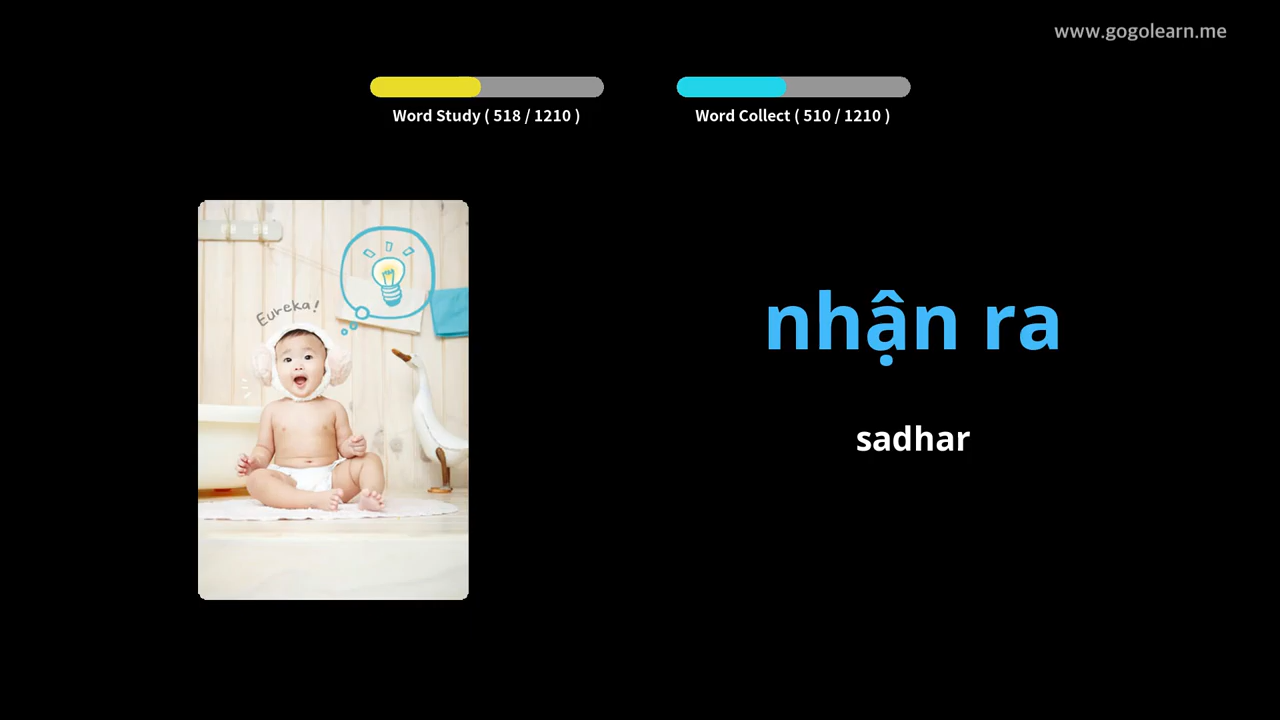 www.gogolearn.me
Word Study ( 518 / 1210 )
Word Collect ( 510 / 1210 )
Eureka!
nhận ra
sadhar